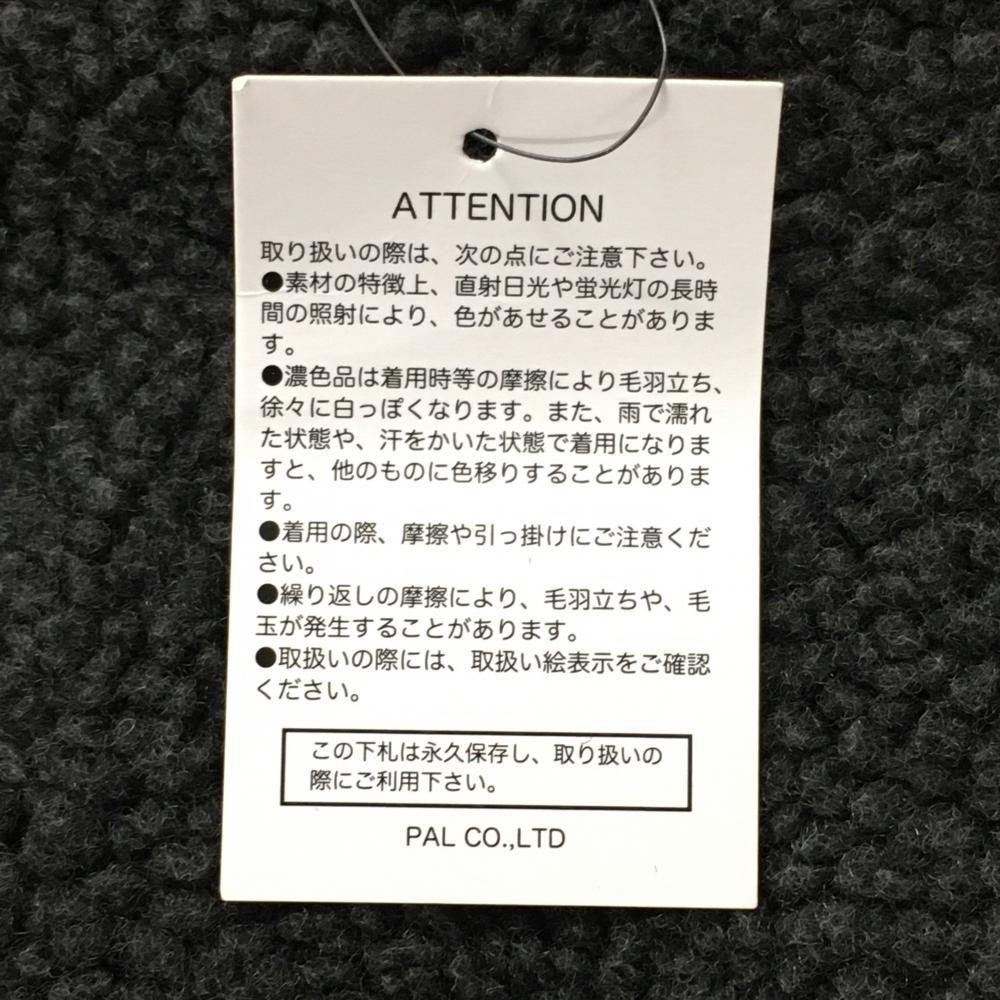 ATTENTION
取り扱いの際は、次の点にご注意下さい。
●素材の特徴上、直射日光や蛍光灯の長時
間の照射により、色があせることがありま
す。
●濃色品は着用時等の摩擦により毛羽立ち、
徐々に白っぽくなります。また、雨で濡れ
た状態や、汗をかいた状態で着用になりま
すと、他のものに色移りすることがありま
す。
●着用の際、摩擦や引っ掛けにご注意くだ
さい。
●繰り返しの摩擦により、毛羽立ちや、毛
玉が発生することがあります。
●取扱いの際には、取扱い絵表示をご確認
ください。
この下札は永久保存し、取り扱いの
際にご利用下さい。
PAL CO.,LTD